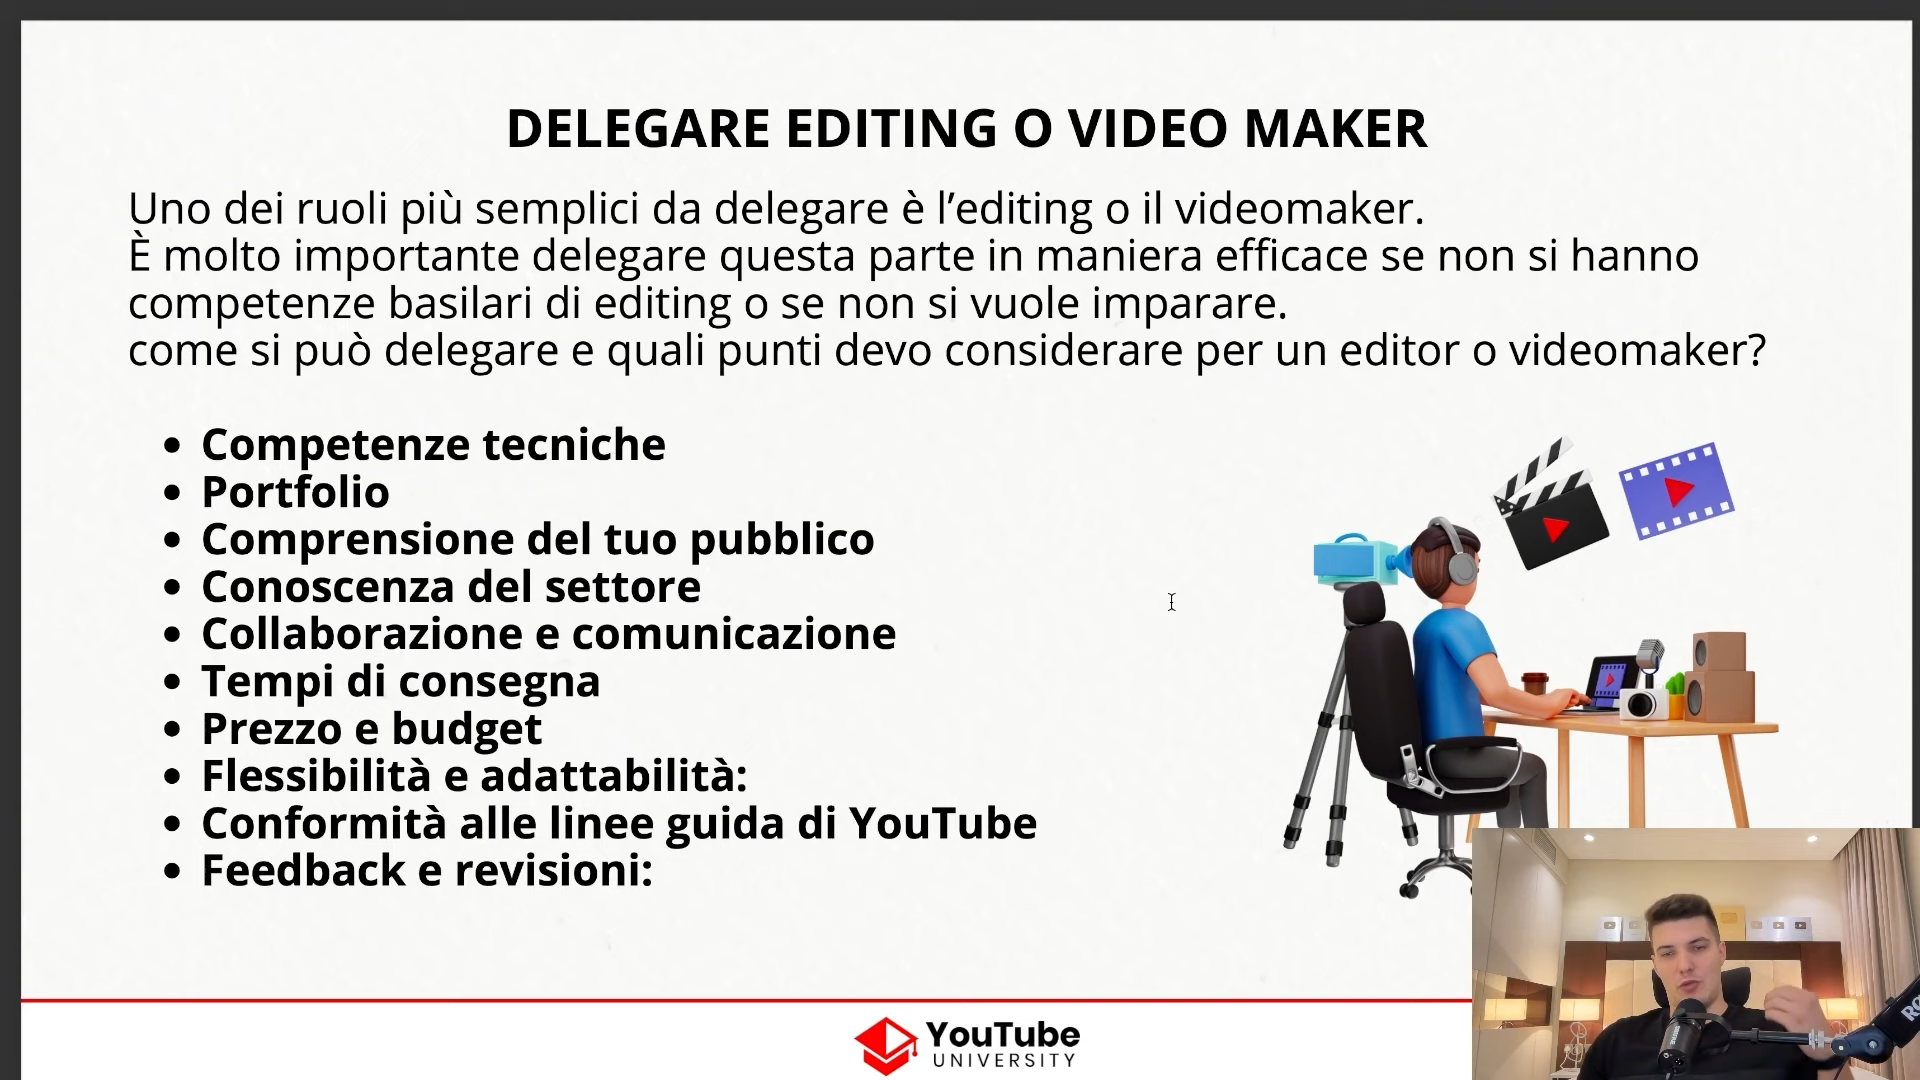 DELEGARE EDITING O VIDEO MAKER
Uno dei ruoli più semplici da delegare è l’editing o il videomaker.
È molto importante delegare questa parte in maniera efficace se non si hanno
competenze basilari di editing o se non si vuole imparare.
come si può delegare e quali punti devo considerare per un editor o videomaker?
• Competenze tecniche
• Portfolio
• Comprensione del tuo pubblico
• Conoscenza del settore
• Collaborazione e comunicazione
• Tempi di consegna
• Prezzo e budget
• Flessibilità e adattabilità:
• Conformità alle linee guida di YouTube
• Feedback e revisioni:
YouTube
UNIVERSITY